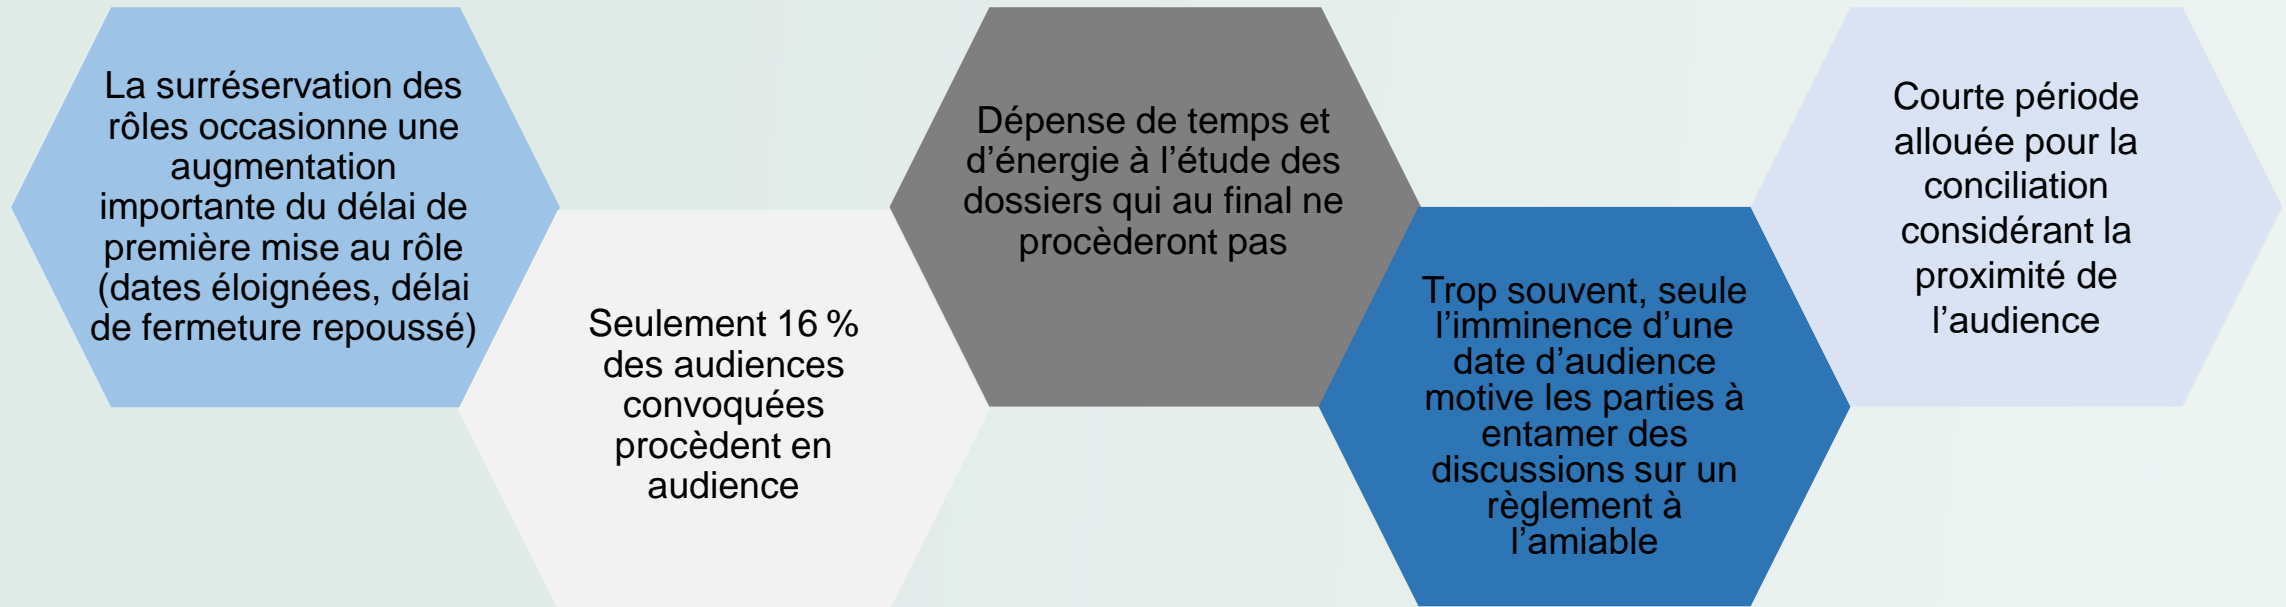 La surréservation des
rôles occasionne une
augmentation
importante du délai de
première mise au rôle
(dates éloignées, délai
de fermeture repoussé)
Seulement 16 %
des audiences
convoquées
procèdent en
audience
Dépense de temps et
d’énergie à l’étude des
dossiers qui au final ne
procèderont pas
Trop souvent, seule
l’imminence d’une
date d’audience
motive les parties à
entamer des
discussions sur un
règlement à
l’amiable
Courte période
allouée pour la
conciliation
considérant la
proximité de
l’audience